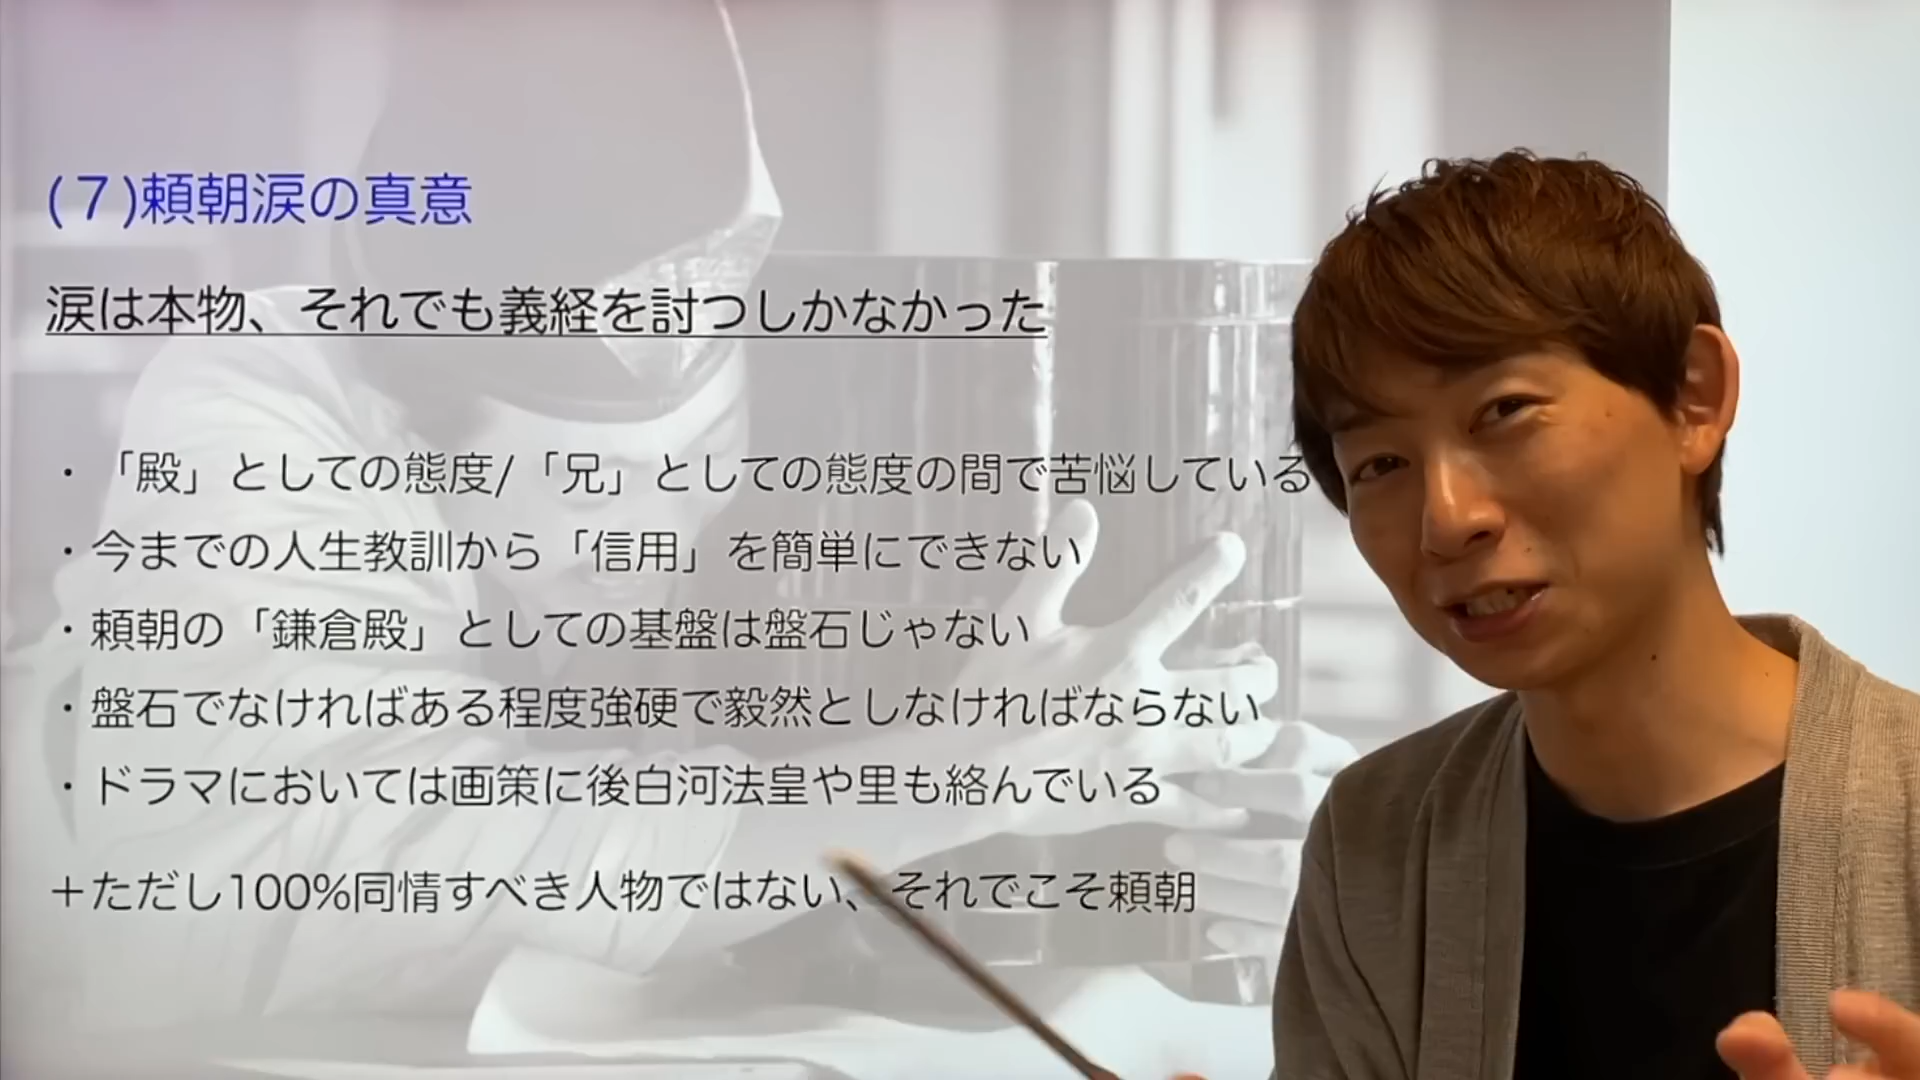 (７)頼朝涙の真意
涙は本物、それでも義経を討つしかなかった
・「殿」としての態度/「兄」としての態度の間で苦悩している
・今までの人生教訓から「信用」を簡単にできない
・頼朝の「鎌倉殿」としての基盤は盤石じゃない
・盤石でなければある程度強硬で毅然としなければならない
・ドラマにおいては画策に後白河法皇や里も絡んでいる
＋ただし100%同情すべき人物ではない、それでこそ頼朝